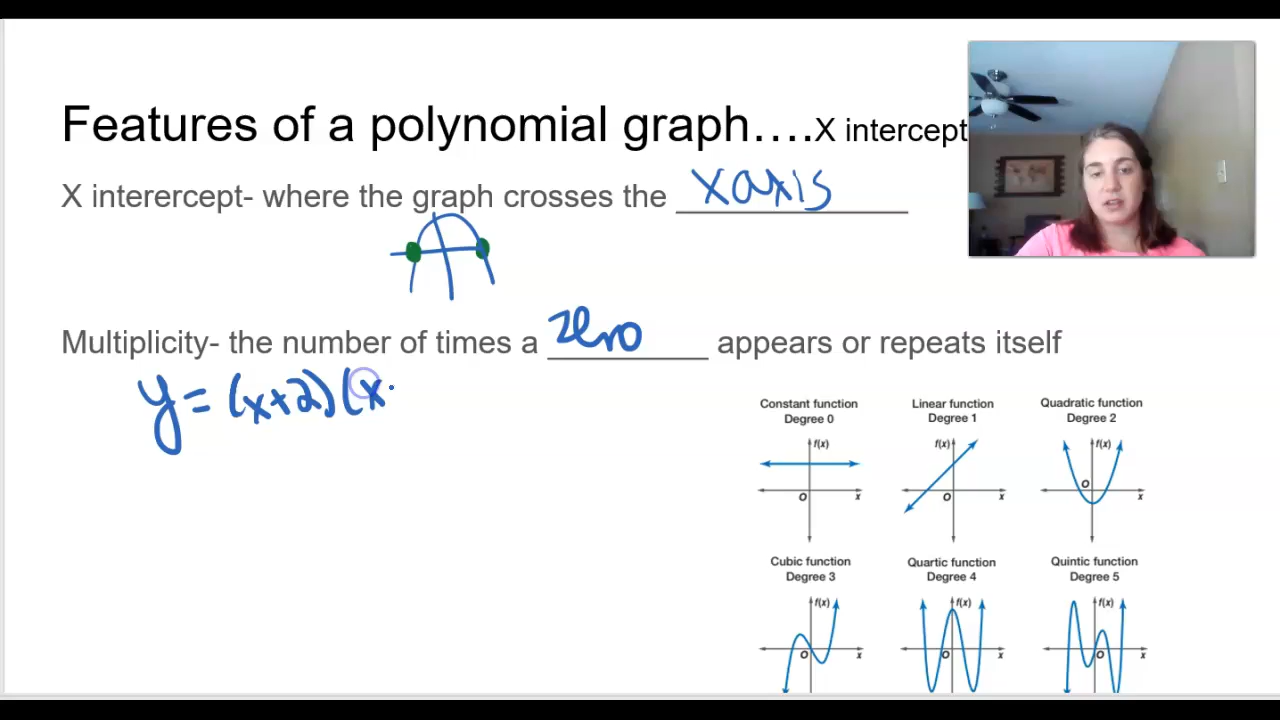 Features of a polynomial graph....X intercept
X interercept- where the graph crosses the x axis
Multiplicity- the number of times a zero appears or repeats itself
y = (x+2)(x
Constant function Linear function Quadratic function
Degree 0 Degree 1 Degree 2
f(x) f(x) f(x)
O x O x O x
Cubic function Quartic function Quintic function
Degree 3 Degree 4 Degree 5
f(x) f(x) f(x)
O x O x O x